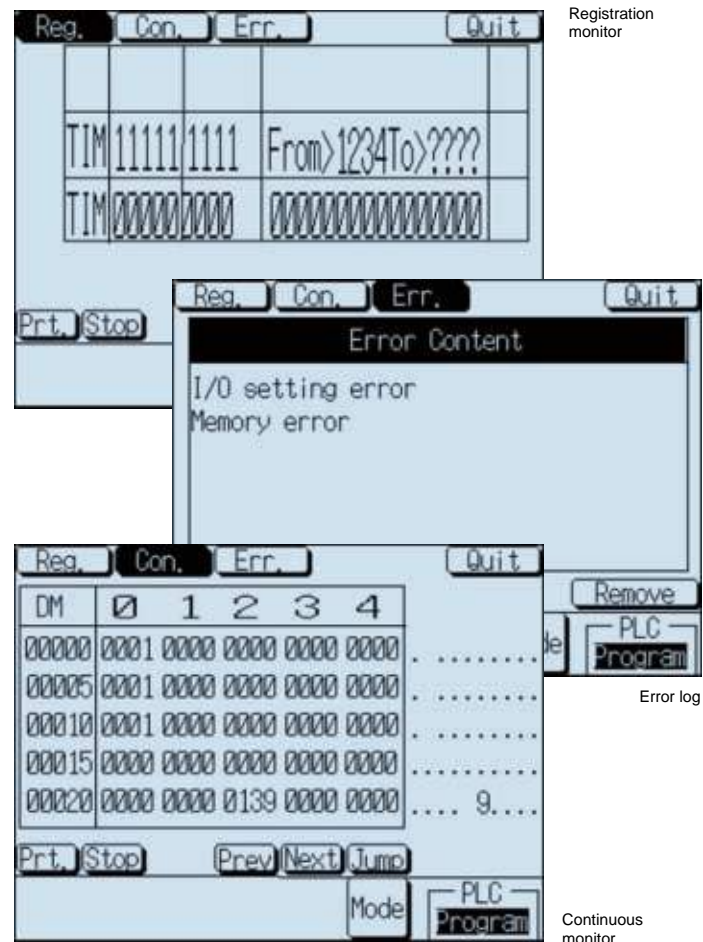 Reg. Con. Err. Quit
Registration
monitor
TIM 11111 1111 From>1234To>????
TIM 00000 0000 000000000000000
Prt. Stop
Reg. Con. Err. Quit
Error Content
I/O setting error
Memory error
Remove
de PLC
Program
Error log
Reg. Con. Err. Quit
DM 0 1 2 3 4
00000 0001 0000 0000 0000 0000 . ........
00005 0001 0000 0000 0000 0000 . ........
00010 0001 0000 0000 0000 0000 . ........
00015 0000 0000 0000 0000 0000 ..........
00020 0000 0000 0139 0000 0000 .... 9....
Prt. Stop Prev Next Jump
Mode PLC
Program
Continuous
monitor